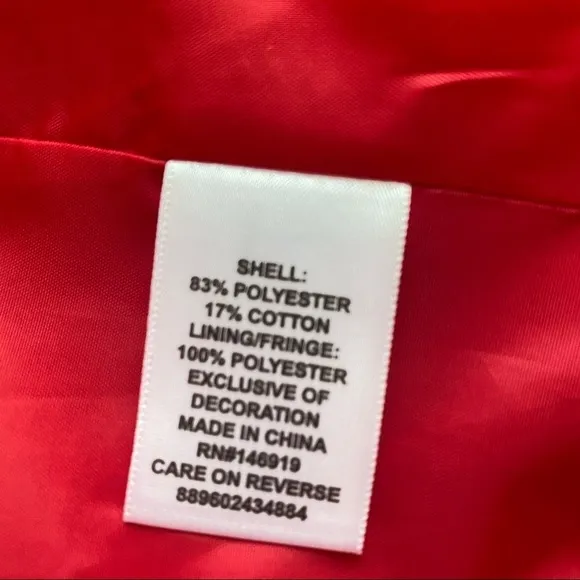 SHELL:
83% POLYESTER
17% COTTON
LINING/FRINGE:
100% POLYESTER
EXCLUSIVE OF
DECORATION
MADE IN CHINA
RN#146919
CARE ON REVERSE
889602434884